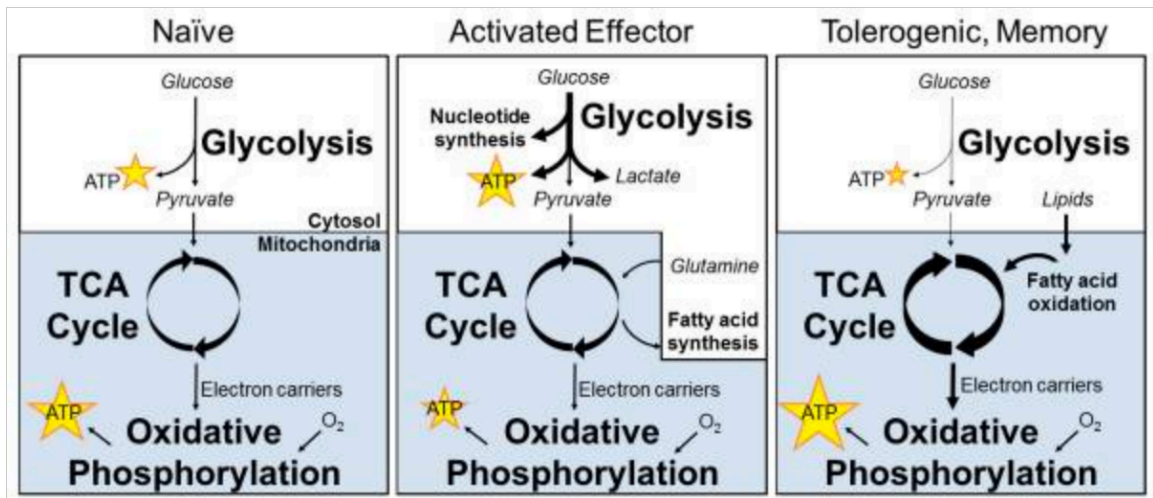 Naïve
Glucose
Glycolysis
ATP
Pyruvate
Cytosol
Mitochondria
TCA
Cycle
Electron carriers
ATP
O2
Oxidative
Phosphorylation
Activated Effector
Glucose
Nucleotide
synthesis
Glycolysis
ATP
Lactate
Pyruvate
Glutamine
TCA
Cycle
Fatty acid
synthesis
Electron carriers
ATP
O2
Oxidative
Phosphorylation
Tolerogenic, Memory
Glucose
Glycolysis
ATP
Pyruvate
Lipids
TCA
Cycle
Fatty acid
oxidation
Electron carriers
ATP
O2
Oxidative
Phosphorylation